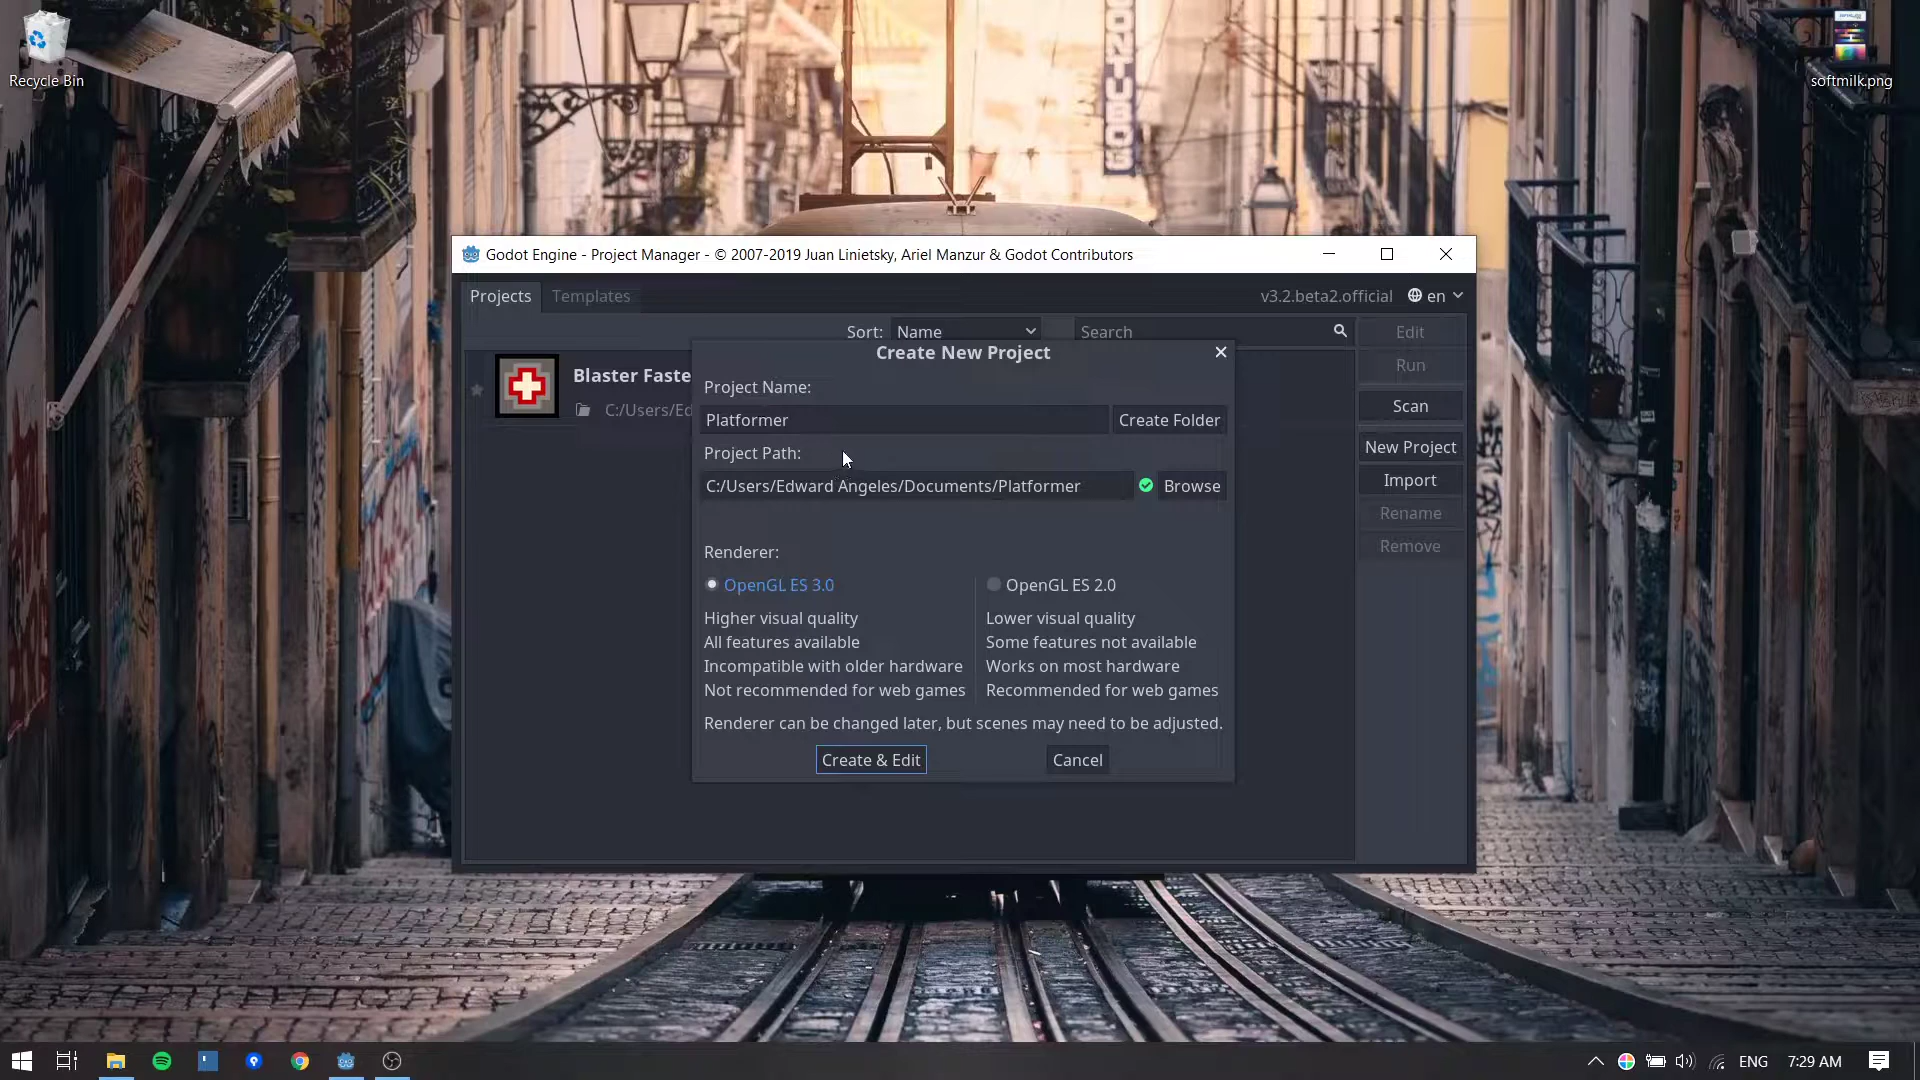 Recycle Bin
softmilk.png
Godot Engine - Project Manager - © 2007-2019 Juan Linietsky, Ariel Manzur & Godot Contributors
Projects
Templates
v3.2.beta2.official
en
Sort:
Name
Search
Edit
Run
Scan
New Project
Import
Rename
Remove
Blaster Faste
C:/Users/Ed
Create New Project
Project Name:
Platformer
Create Folder
Project Path:
C:/Users/Edward Angeles/Documents/Platformer
Browse
Renderer:
OpenGL ES 3.0
OpenGL ES 2.0
Higher visual quality
Lower visual quality
All features available
Some features not available
Incompatible with older hardware
Works on most hardware
Not recommended for web games
Recommended for web games
Renderer can be changed later, but scenes may need to be adjusted.
Create & Edit
Cancel
ENG
7:29 AM